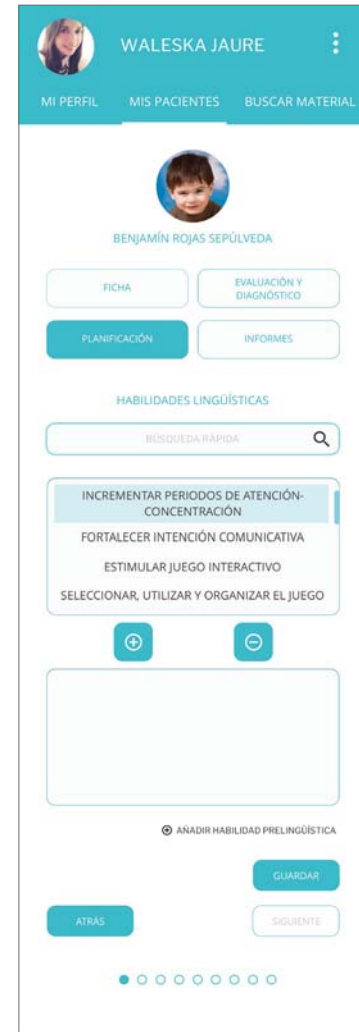 WALESKA JAURE
MI PERFIL MIS PACIENTES BUSCAR MATERIAL
BENJAMÍN ROJAS SEPÚLVEDA
FICHA
EVALUACIÓN Y
DIAGNÓSTICO
PLANIFICACIÓN
INFORMES
HABILIDADES LINGÜÍSTICAS
BÚSQUEDA RÁPIDA
INCREMENTAR PERIODOS DE ATENCIÓN-
CONCENTRACIÓN
FORTALECER INTENCIÓN COMUNICATIVA
ESTIMULAR JUEGO INTERACTIVO
SELECCIONAR, UTILIZAR Y ORGANIZAR EL JUEGO
AÑADIR HABILIDAD PRELINGÜÍSTICA
GUARDAR
ATRÁS
SIGUIENTE